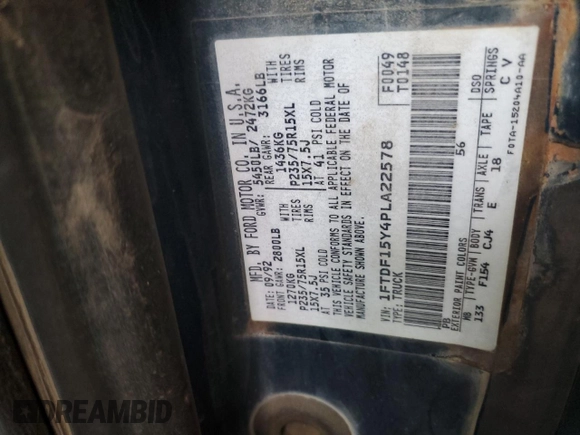 MFD. BY FORD MOTOR CO. IN U.S.A.
DATE: 09/92 GVWR: 5450LB/ 2472KG
FRONT GAWR: 2800LB REAR GAWR: 3166LB
1270KG WITH 1436KG WITH
P235/75R15XL TIRES P235/75R15XL TIRES
15X7.5J RIMS 15X7.5J RIMS
AT 35 PSI COLD AT 41 PSI COLD
THIS VEHICLE CONFORMS TO ALL APPLICABLE FEDERAL MOTOR
VEHICLE SAFETY STANDARDS IN EFFECT ON THE DATE OF
MANUFACTURE SHOWN ABOVE.
VIN: 1FTDF15Y4PLA22578 F0049
TYPE: TRUCK T0148
PB 56
EXTERIOR PAINT COLORS DSO
WB TYPE-GVW BODY TRANS AXLE TAPE SPRINGS
133 F154 CJ4 E 18 C V
F0TA-15204A10-AA
DREAMBID